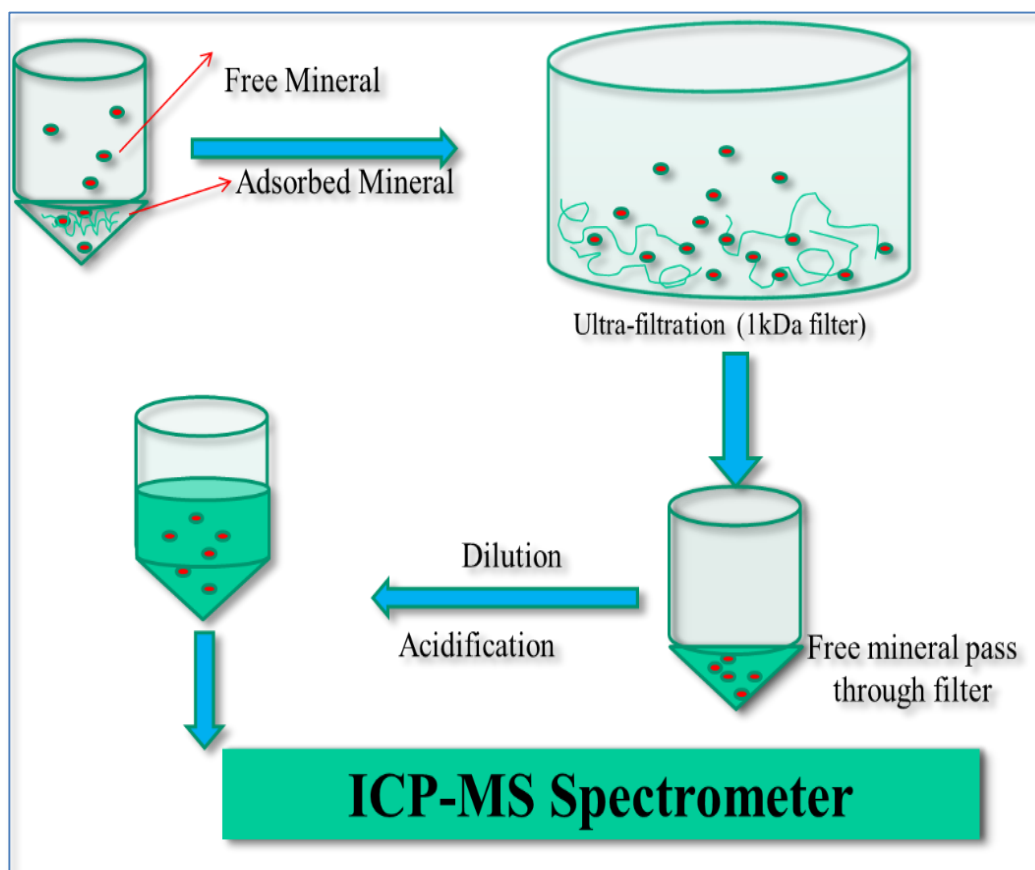 Free Mineral
Adsorbed Mineral
Ultra-filtration (1kDa filter)
Dilution
Acidification
Free mineral pass
through filter
ICP-MS Spectrometer